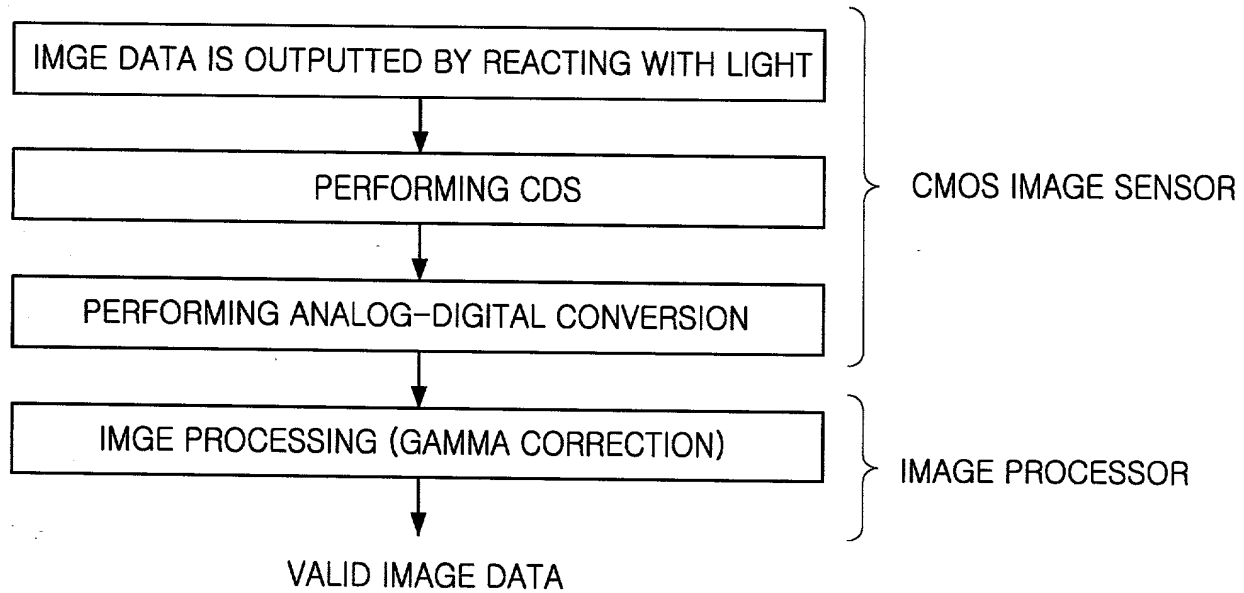 IMGE DATA IS OUTPUTTED BY REACTING WITH LIGHT
PERFORMING CDS
CMOS IMAGE SENSOR
PERFORMING ANALOG-DIGITAL CONVERSION
IMGE PROCESSING (GAMMA CORRECTION)
IMAGE PROCESSOR
VALID IMAGE DATA